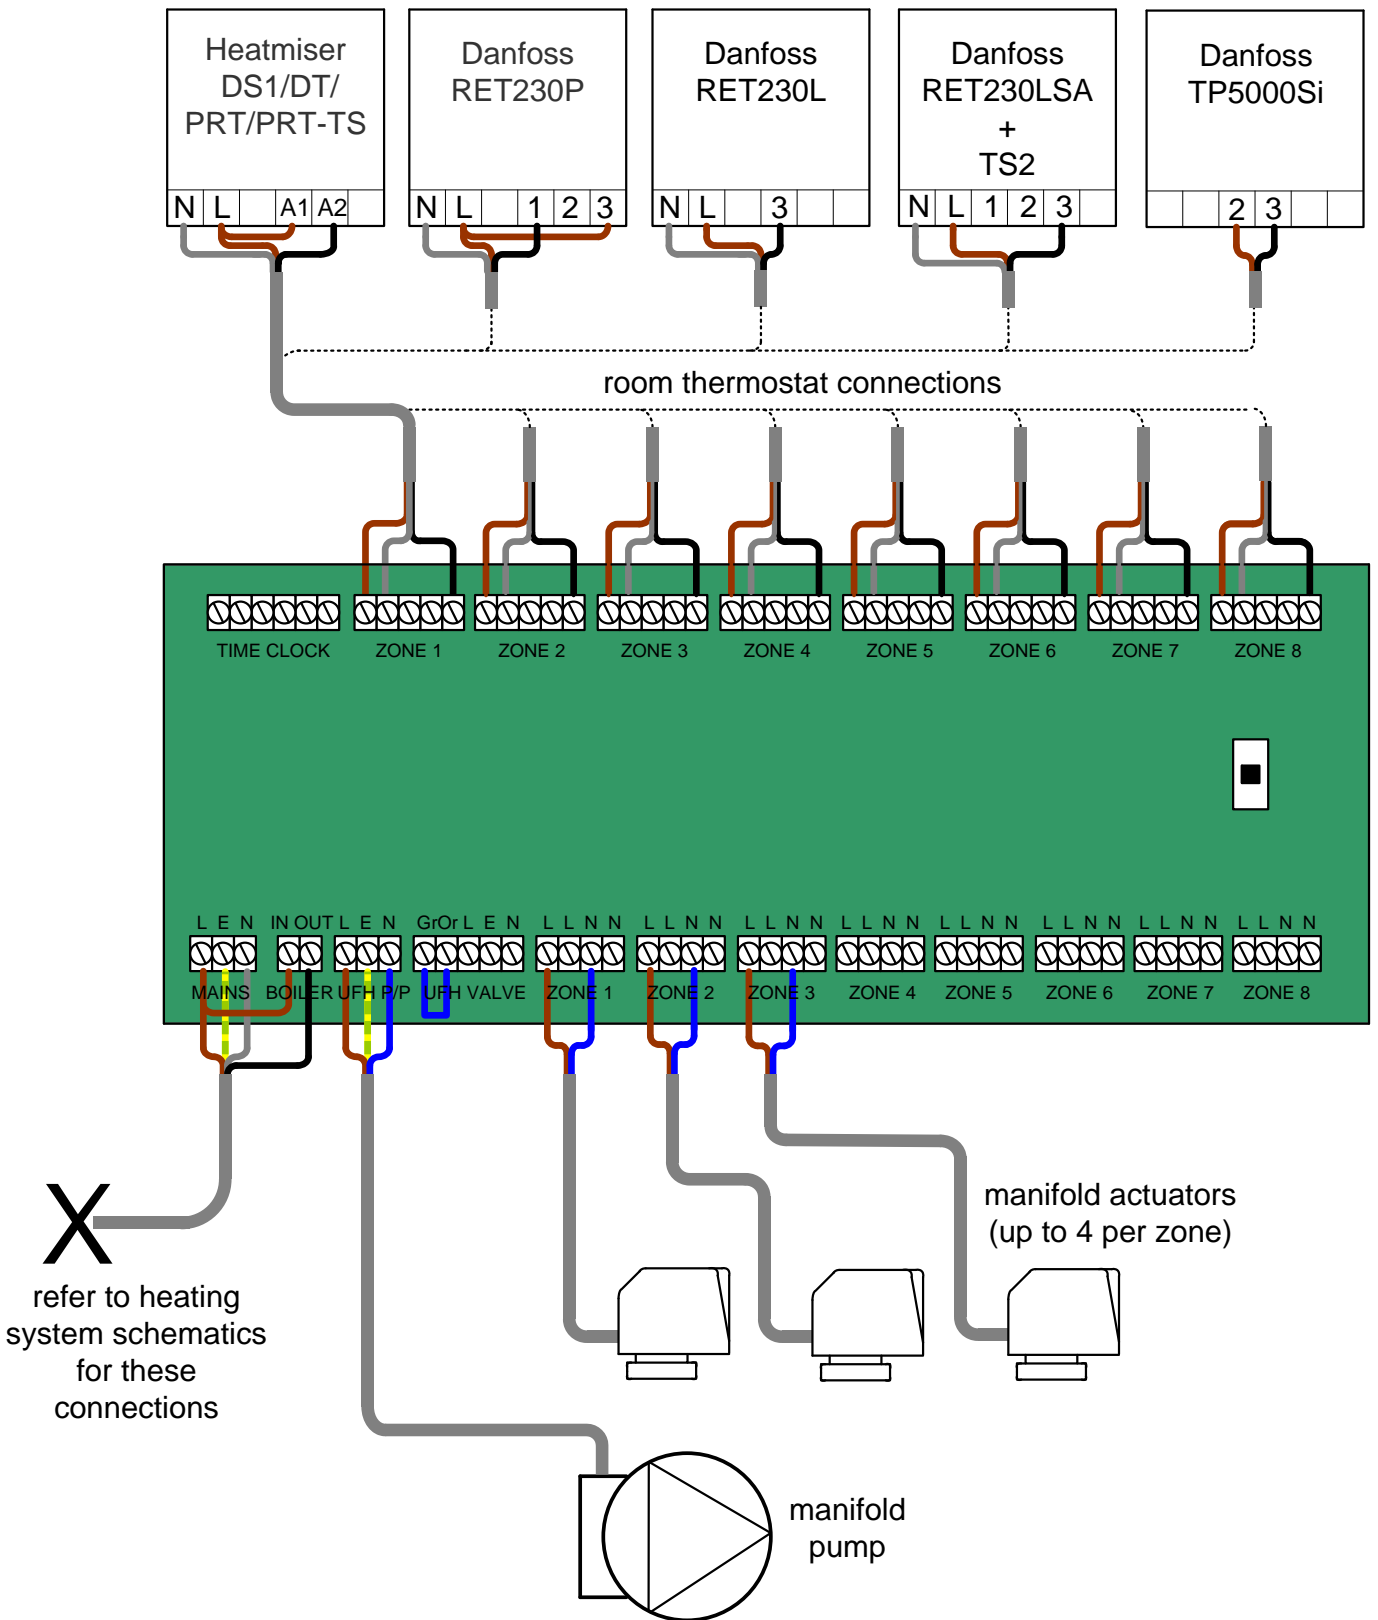 Heatmiser
DS1/DT/
PRT/PRT-TS
N L A1 A2
Danfoss
RET230P
N L 1 2 3
Danfoss
RET230L
N L 3
Danfoss
RET230LSA
+
TS2
N L 1 2 3
Danfoss
TP5000Si
2 3
room thermostat connections
TIME CLOCK ZONE 1 ZONE 2 ZONE 3 ZONE 4 ZONE 5 ZONE 6 ZONE 7 ZONE 8
L E N IN OUT L E N GrOr L E N L L N N L L N N L L N N L L N N L L N N L L N N L L N N L L N N
MAINS BOILER UFH P/P UFH VALVE ZONE 1 ZONE 2 ZONE 3 ZONE 4 ZONE 5 ZONE 6 ZONE 7 ZONE 8
X
refer to heating
system schematics
for these
connections
manifold actuators
(up to 4 per zone)
manifold
pump